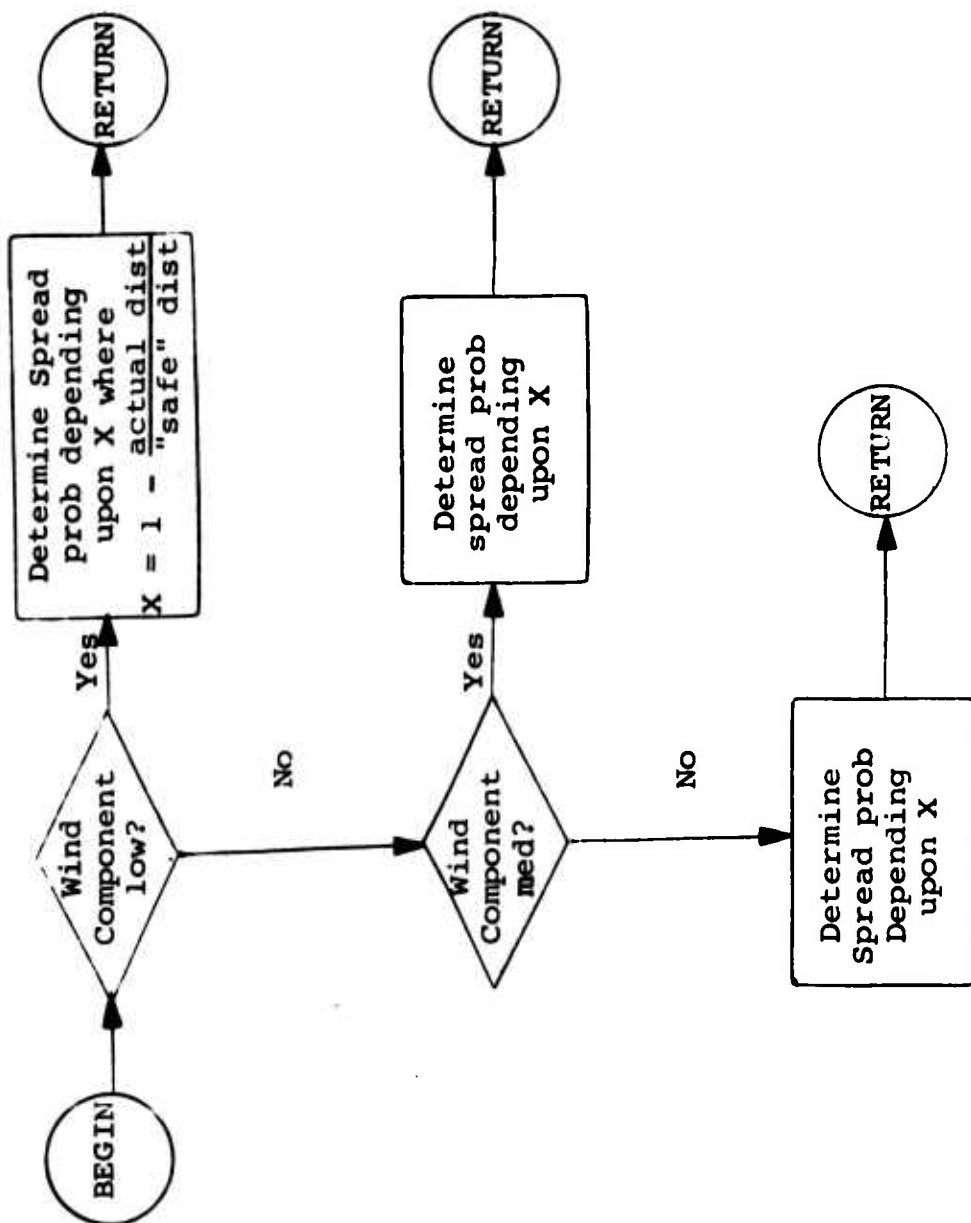 BEGIN
Wind
Component
low?
Yes
Determine Spread
prob depending
upon X where
X = 1 - actual dist
"safe" dist
RETURN
No
Wind
Component
med?
Yes
Determine
spread prob
depending
upon X
RETURN
No
Determine
Spread prob
Depending
upon X
RETURN